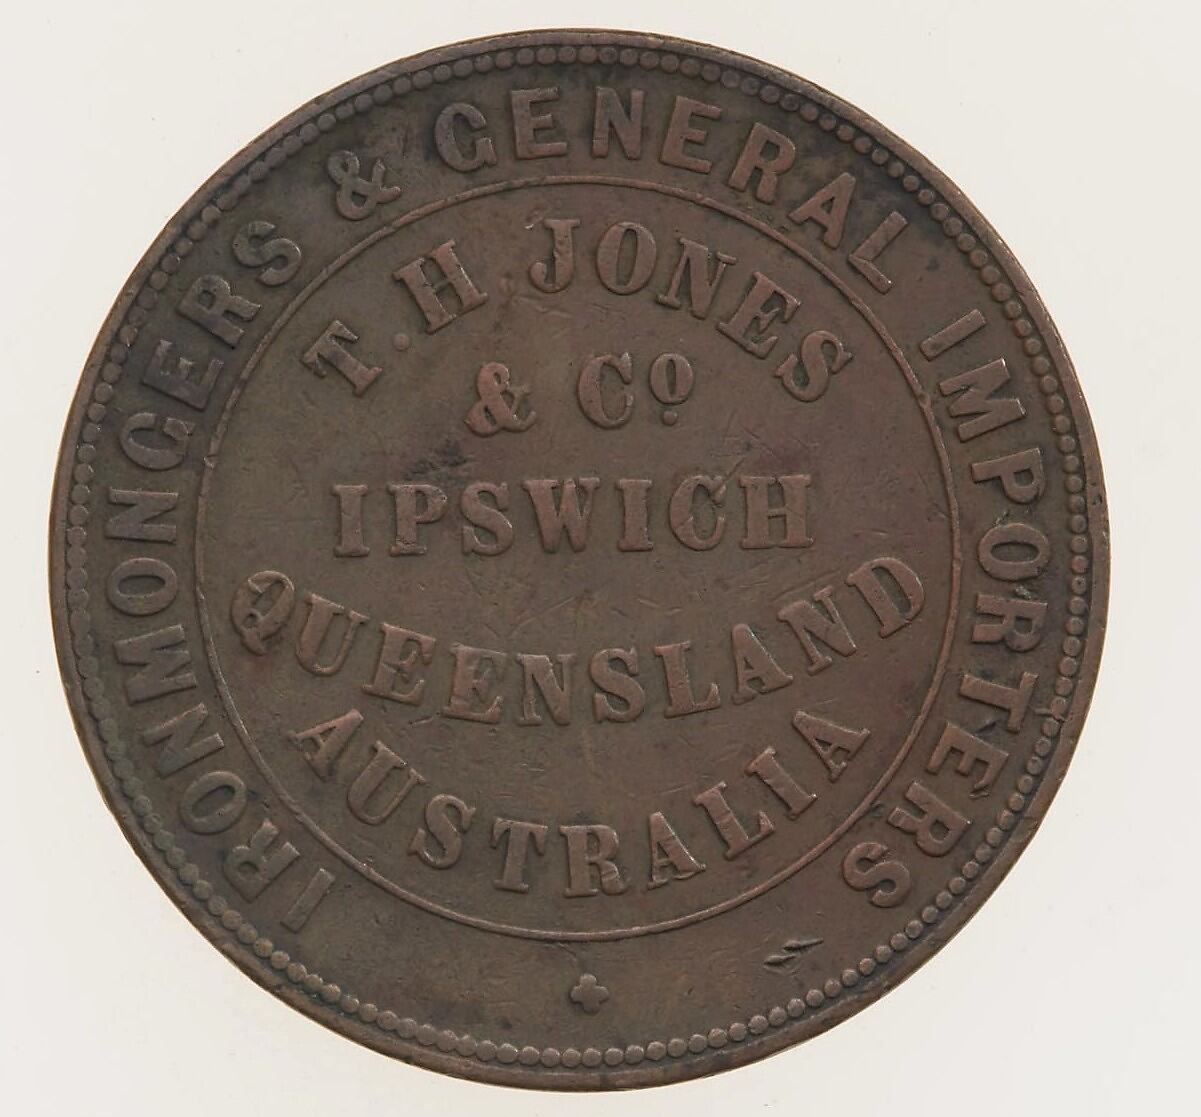 IRONMONGERS & GENERAL IMPORTERS
T. H JONES
& Cº
IPSWICH
QUEENSLAND
AUSTRALIA